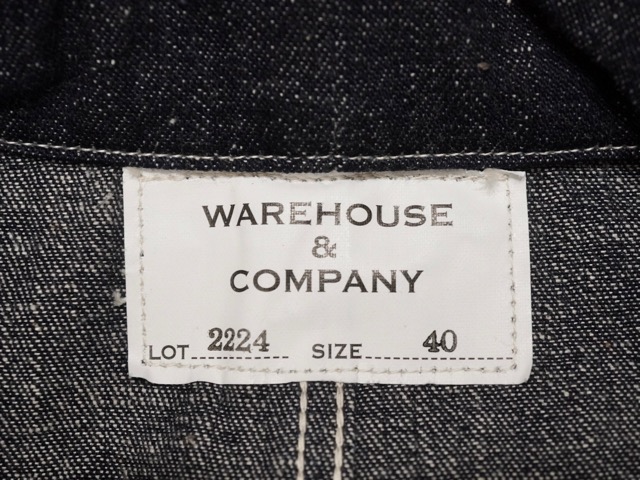 WAREHOUSE
&
COMPANY
LOT 2224 SIZE 40